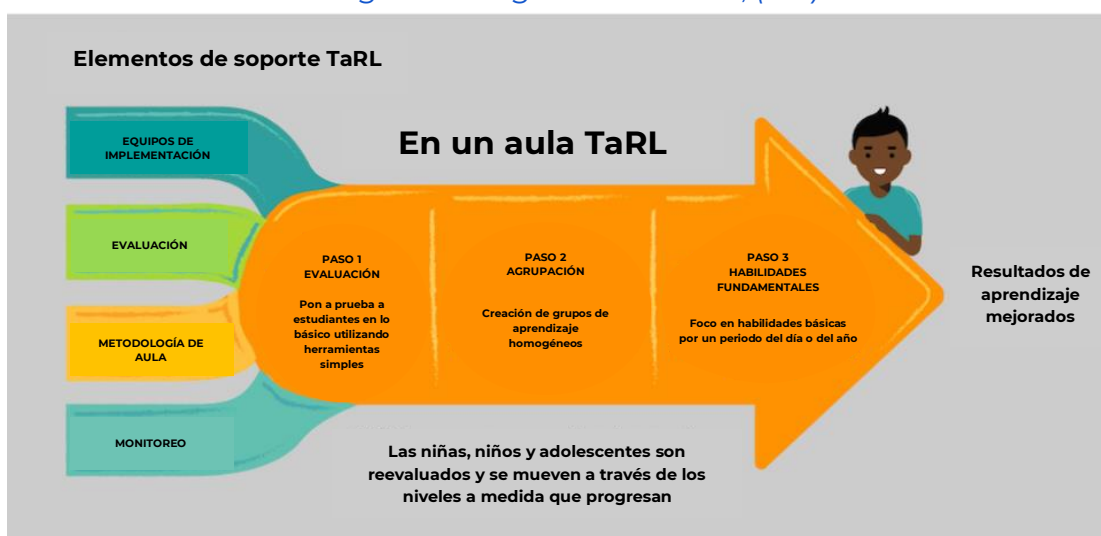 Elementos de soporte TaRL
EQUIPOS DE
IMPLEMENTACIÓN
EVALUACIÓN
METODOLOGÍA DE
AULA
MONITOREO
En un aula TaRL
PASO 1
EVALUACIÓN
Pon a prueba a
estudiantes en lo
básico utilizando
herramientas
simples
PASO 2
AGRUPACIÓN
Creación de grupos de
aprendizaje
homogéneos
PASO 3
HABILIDADES
FUNDAMENTALES
Foco en habilidades básicas
por un periodo del día o del año
Resultados de
aprendizaje
mejorados
Las niñas, niños y adolescentes son
reevaluados y se mueven a través de los
niveles a medida que progresan